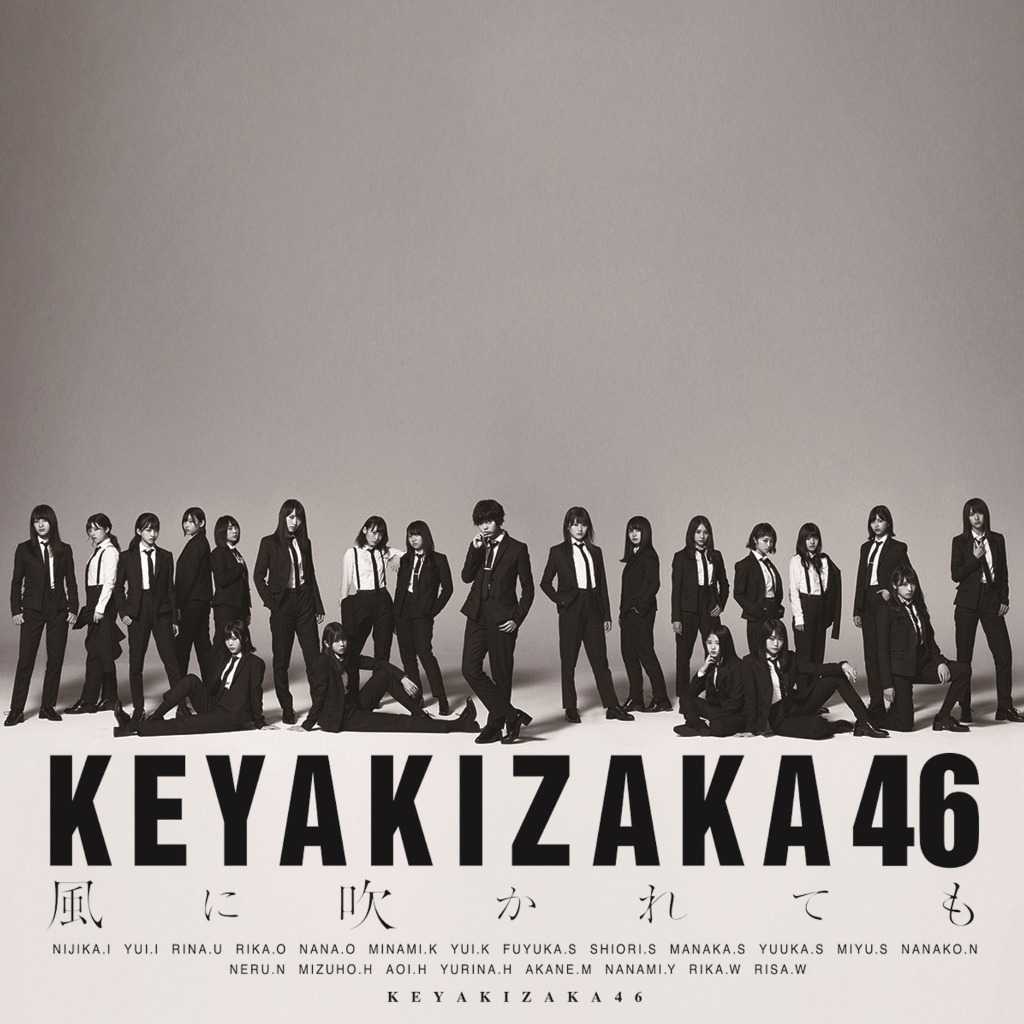 KEYAKIZAKA46
風に吹かれても
NIJIKA.I YUI.I RINA.U RIKA.O NANA.O MINAMI.K YUI.K FUYUKA.S SHIORI.S MANAKA.S YUUKA.S MIYU.S NANAKO.N
NERU.N MIZUHO.H AOI.H YURINA.H AKANE.M NANAMI.Y RIKA.W RISA.W
KEYAKIZAKA46